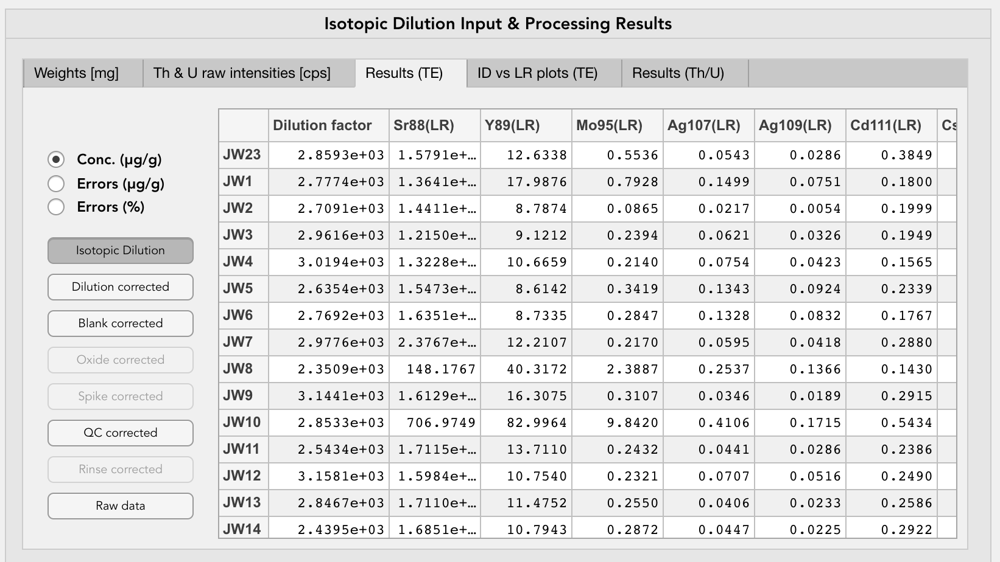 Isotopic Dilution Input & Processing Results
Weights [mg] Th & U raw intensities [cps] Results (TE) ID vs LR plots (TE) Results (Th/U)
Conc. (µg/g)
Errors (µg/g)
Errors (%)
Isotopic Dilution
Dilution corrected
Blank corrected
Oxide corrected
Spike corrected
QC corrected
Rinse corrected
Raw data
Dilution factor Sr88(LR) Y89(LR) Mo95(LR) Ag107(LR) Ag109(LR) Cd111(LR) Cs
JW23 2.8593e+03 1.5791e+... 12.6338 0.5536 0.0543 0.0286 0.3849
JW1 2.7774e+03 1.3641e+... 17.9876 0.7928 0.1499 0.0751 0.1800
JW2 2.7091e+03 1.4411e+... 8.7874 0.0865 0.0217 0.0054 0.1999
JW3 2.9616e+03 1.2150e+... 9.1212 0.2394 0.0621 0.0326 0.1949
JW4 3.0194e+03 1.3228e+... 10.6659 0.2140 0.0754 0.0423 0.1565
JW5 2.6354e+03 1.5473e+... 8.6142 0.3419 0.1343 0.0924 0.2339
JW6 2.7692e+03 1.6351e+... 8.7335 0.2847 0.1328 0.0832 0.1767
JW7 2.9776e+03 2.3767e+... 12.2107 0.2170 0.0595 0.0418 0.2880
JW8 2.3509e+03 148.1767 40.3172 2.3887 0.2537 0.1366 0.1430
JW9 3.1441e+03 1.6129e+... 16.3075 0.3107 0.0346 0.0189 0.2915
JW10 2.8533e+03 706.9749 82.9964 9.8420 0.4106 0.1715 0.5434
JW11 2.5434e+03 1.7115e+... 13.7110 0.2432 0.0441 0.0286 0.2386
JW12 3.1581e+03 1.5984e+... 10.7540 0.2321 0.0707 0.0516 0.2490
JW13 2.8467e+03 1.7110e+... 11.4752 0.2550 0.0406 0.0233 0.2586
JW14 2.4395e+03 1.6851e+... 10.7943 0.2872 0.0447 0.0225 0.2922